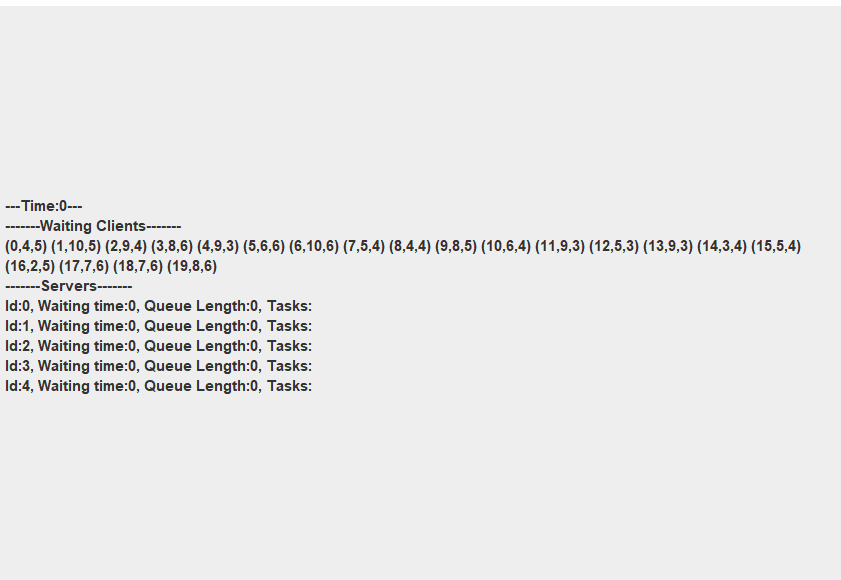 ---Time:0---
-------Waiting Clients-------
(0,4,5) (1,10,5) (2,9,4) (3,8,6) (4,9,3) (5,6,6) (6,10,6) (7,5,4) (8,4,4) (9,8,5) (10,6,4) (11,9,3) (12,5,3) (13,9,3) (14,3,4) (15,5,4)
(16,2,5) (17,7,6) (18,7,6) (19,8,6)
-------Servers-------
Id:0, Waiting time:0, Queue Length:0, Tasks:
Id:1, Waiting time:0, Queue Length:0, Tasks:
Id:2, Waiting time:0, Queue Length:0, Tasks:
Id:3, Waiting time:0, Queue Length:0, Tasks:
Id:4, Waiting time:0, Queue Length:0, Tasks: